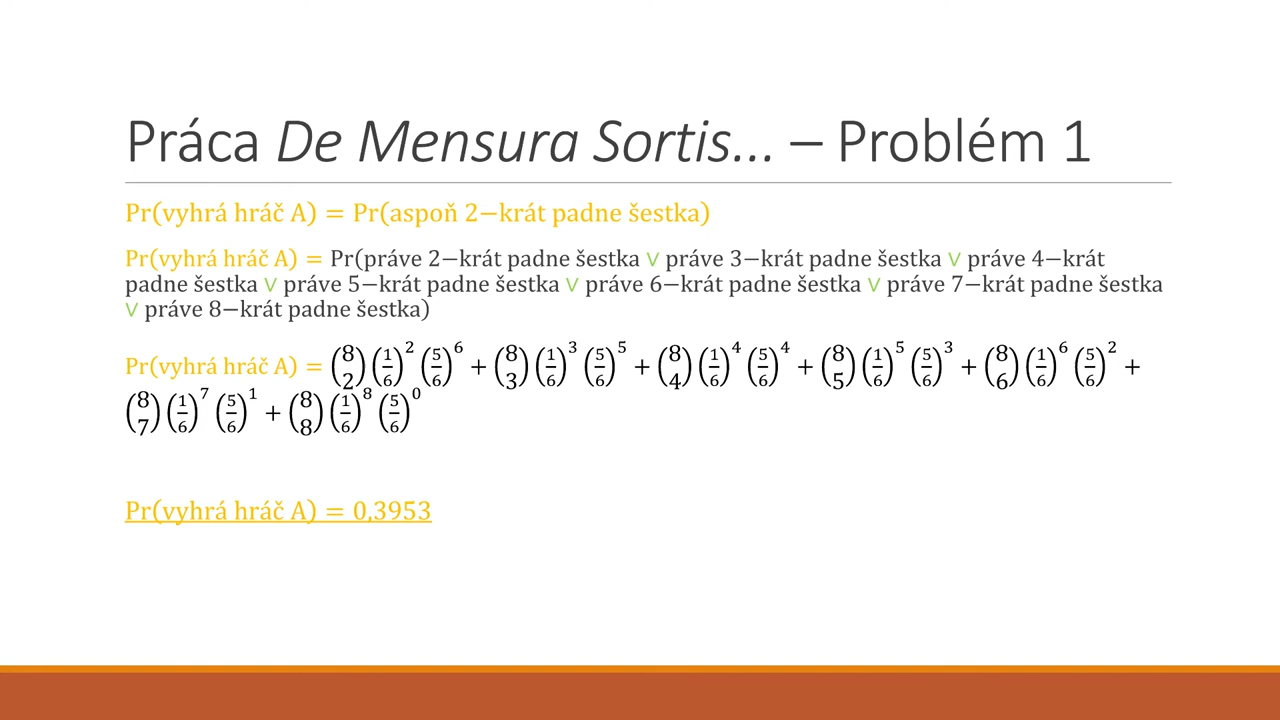 Práca De Mensura Sortis... – Problém 1
Pr(vyhrá hráč A) = Pr(aspoň 2−krát padne šestka)
Pr(vyhrá hráč A) = Pr(práve 2−krát padne šestka ∨ práve 3−krát padne šestka ∨ práve 4−krát
padne šestka ∨ práve 5−krát padne šestka ∨ práve 6−krát padne šestka ∨ práve 7−krát padne šestka
∨ práve 8−krát padne šestka)
Pr(vyhrá hráč A) = (8 2)(1/6)^2(5/6)^6 + (8 3)(1/6)^3(5/6)^5 + (8 4)(1/6)^4(5/6)^4 + (8 5)(1/6)^5(5/6)^3 + (8 6)(1/6)^6(5/6)^2 +
(8 7)(1/6)^7(5/6)^1 + (8 8)(1/6)^8(5/6)^0
Pr(vyhrá hráč A) = 0,3953